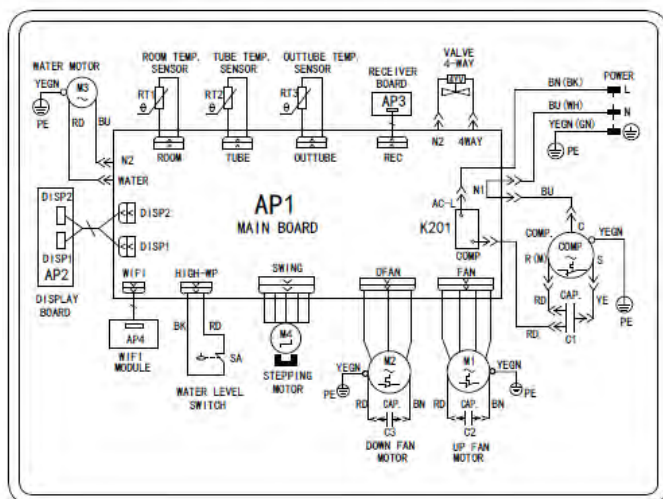 WATER MOTOR
YEGN
M3
PE
RD
BU
ROOM TEMP.
SENSOR
RT1
θ
TUBE TEMP.
SENSOR
RT2
θ
OUTTUBE TEMP.
SENSOR
RT3
θ
RECEIVER
BOARD
AP3
VALVE
4-WAY
4YV
BN(BK)
POWER
L
BU(WH)
N
YEGN(GN)
PE
N2
WATER
ROOM
TUBE
OUTTUBE
REC
N2
4WAY
N1
BU
AP1
MAIN BOARD
AC-L
K201
COMP
DISP2
DISP1
AP2
DISPLAY
BOARD
DISP2
DISP1
COMP.
C
YEGN
COMP
R(M)
S
RD
CAP.
YE
C1
RD
PE
WIFI
HIGH-WP
SWING
DFAN
FAN
AP4
WIFI
MODULE
BK
RD
SA
WATER LEVEL
SWITCH
M4
STEPPING
MOTOR
YEGN
M2
PE
RD
CAP.
BN
C3
DOWN FAN
MOTOR
M1
YEGN
PE
RD
CAP.
BN
C2
UP FAN
MOTOR